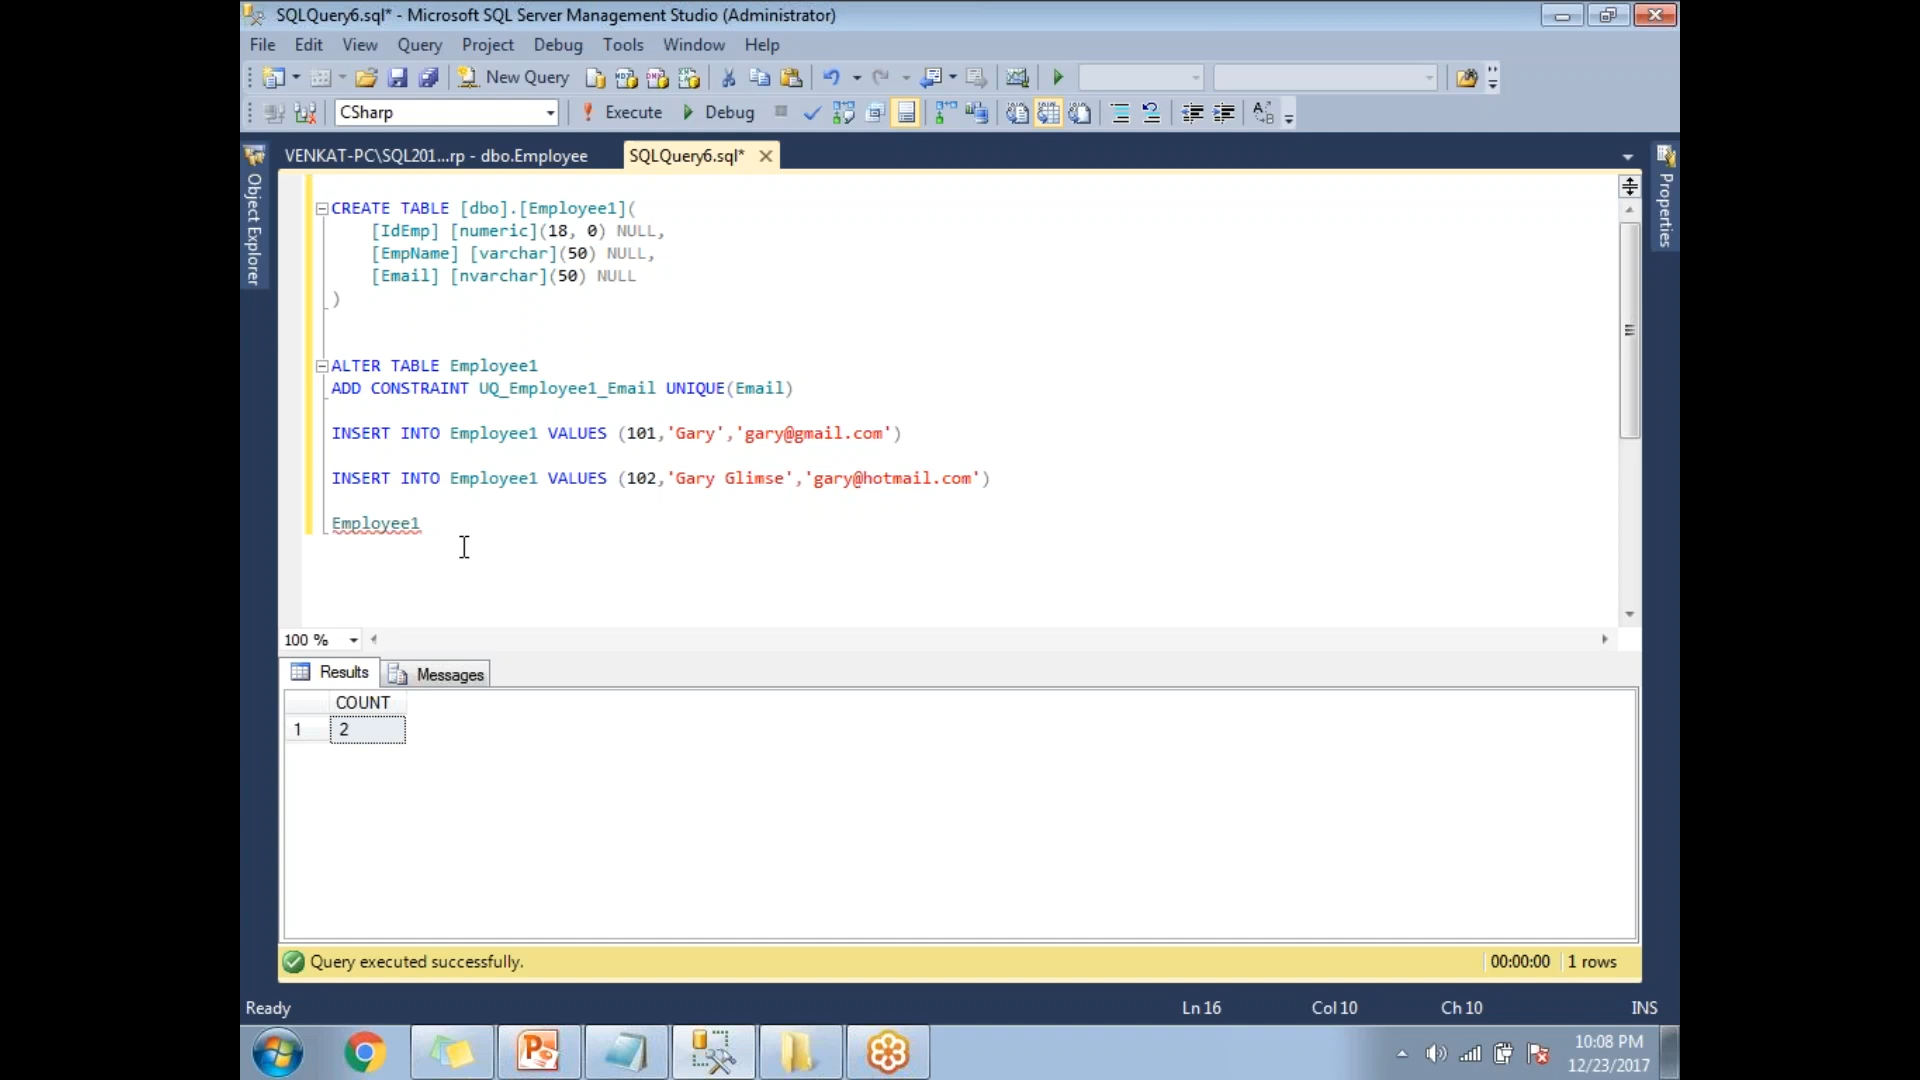 SQLQuery6.sql* - Microsoft SQL Server Management Studio (Administrator)
File Edit View Query Project Debug Tools Window Help
New Query
CSharp Execute Debug
Object Explorer
VENKAT-PC\SQL201...rp - dbo.Employee SQLQuery6.sql*
Properties
CREATE TABLE [dbo].[Employee1](
[IdEmp] [numeric](18, 0) NULL,
[EmpName] [varchar](50) NULL,
[Email] [nvarchar](50) NULL
)
ALTER TABLE Employee1
ADD CONSTRAINT UQ_Employee1_Email UNIQUE(Email)
INSERT INTO Employee1 VALUES (101,'Gary','gary@gmail.com')
INSERT INTO Employee1 VALUES (102,'Gary Glimse','gary@hotmail.com')
Employee1
100 %
Results Messages
COUNT
1 2
Query executed successfully. 00:00:00 1 rows
Ready Ln 16 Col 10 Ch 10 INS
10:08 PM
12/23/2017